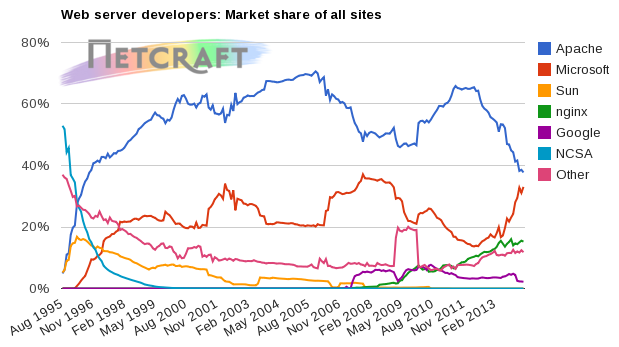 Web server developers: Market share of all sites
NETCRAFT
80%
60%
40%
20%
0%
Apache
Microsoft
Sun
nginx
Google
NCSA
Other
Aug 1995
Nov 1996
Feb 1998
May 1999
Aug 2000
Nov 2001
Feb 2003
May 2004
Aug 2005
Nov 2006
Feb 2008
May 2009
Aug 2010
Nov 2011
Feb 2013